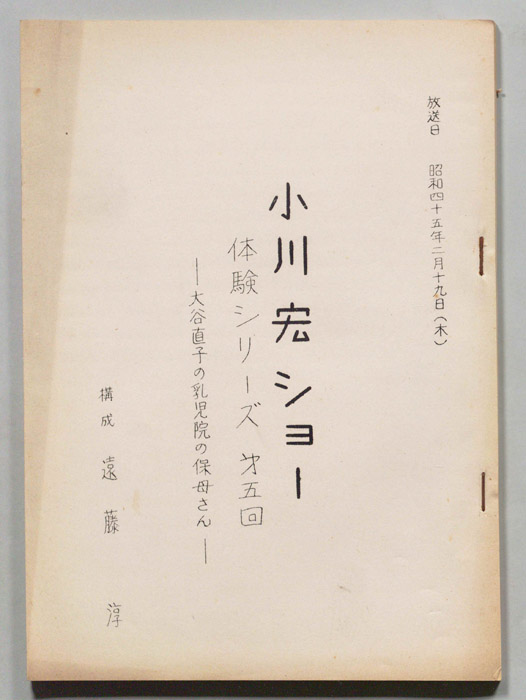 放送日　昭和四十五年二月十九日（木）
小川宏ショー
体験シリーズ　才五回
―大谷直子の乳児院の保母さん―
構成　遠藤淳